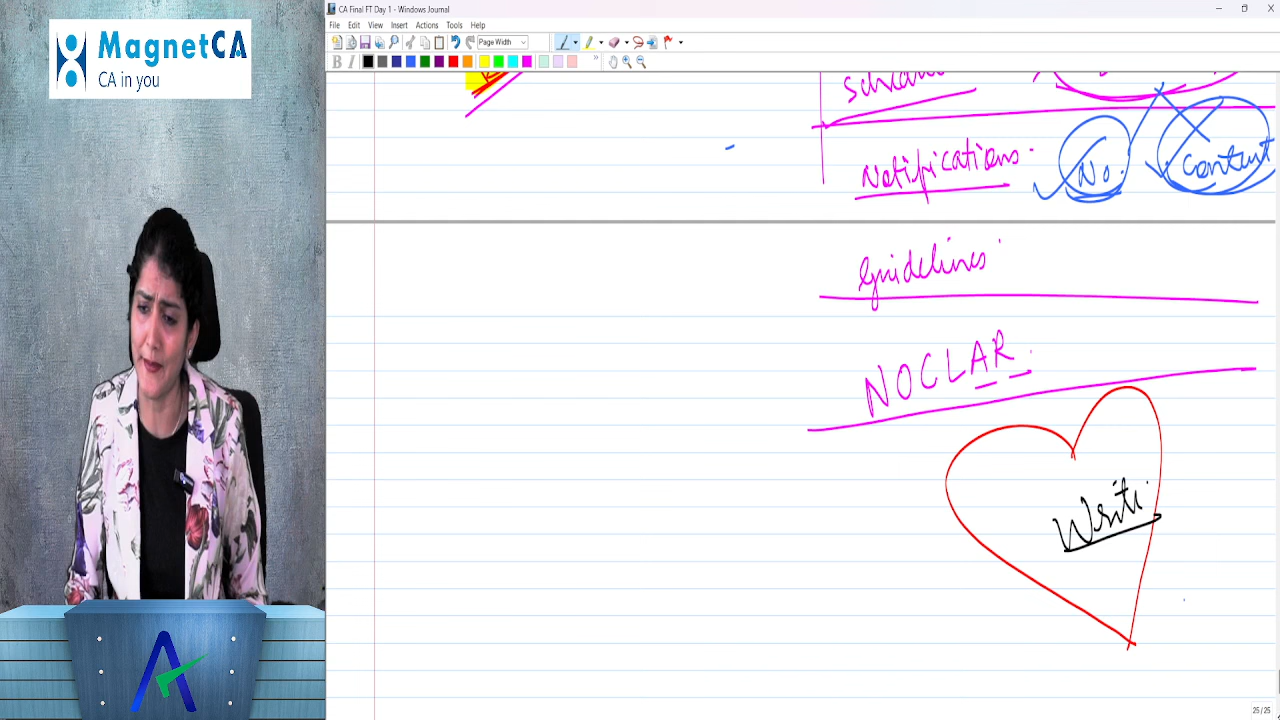 MagnetCA
CA in you
CA Final FT Day 1 - Windows Journal
File Edit View Insert Actions Tools Help
Page Width
B I
Notifications. No. Content
Guidelines
NOCLAR.
Write
25 / 25